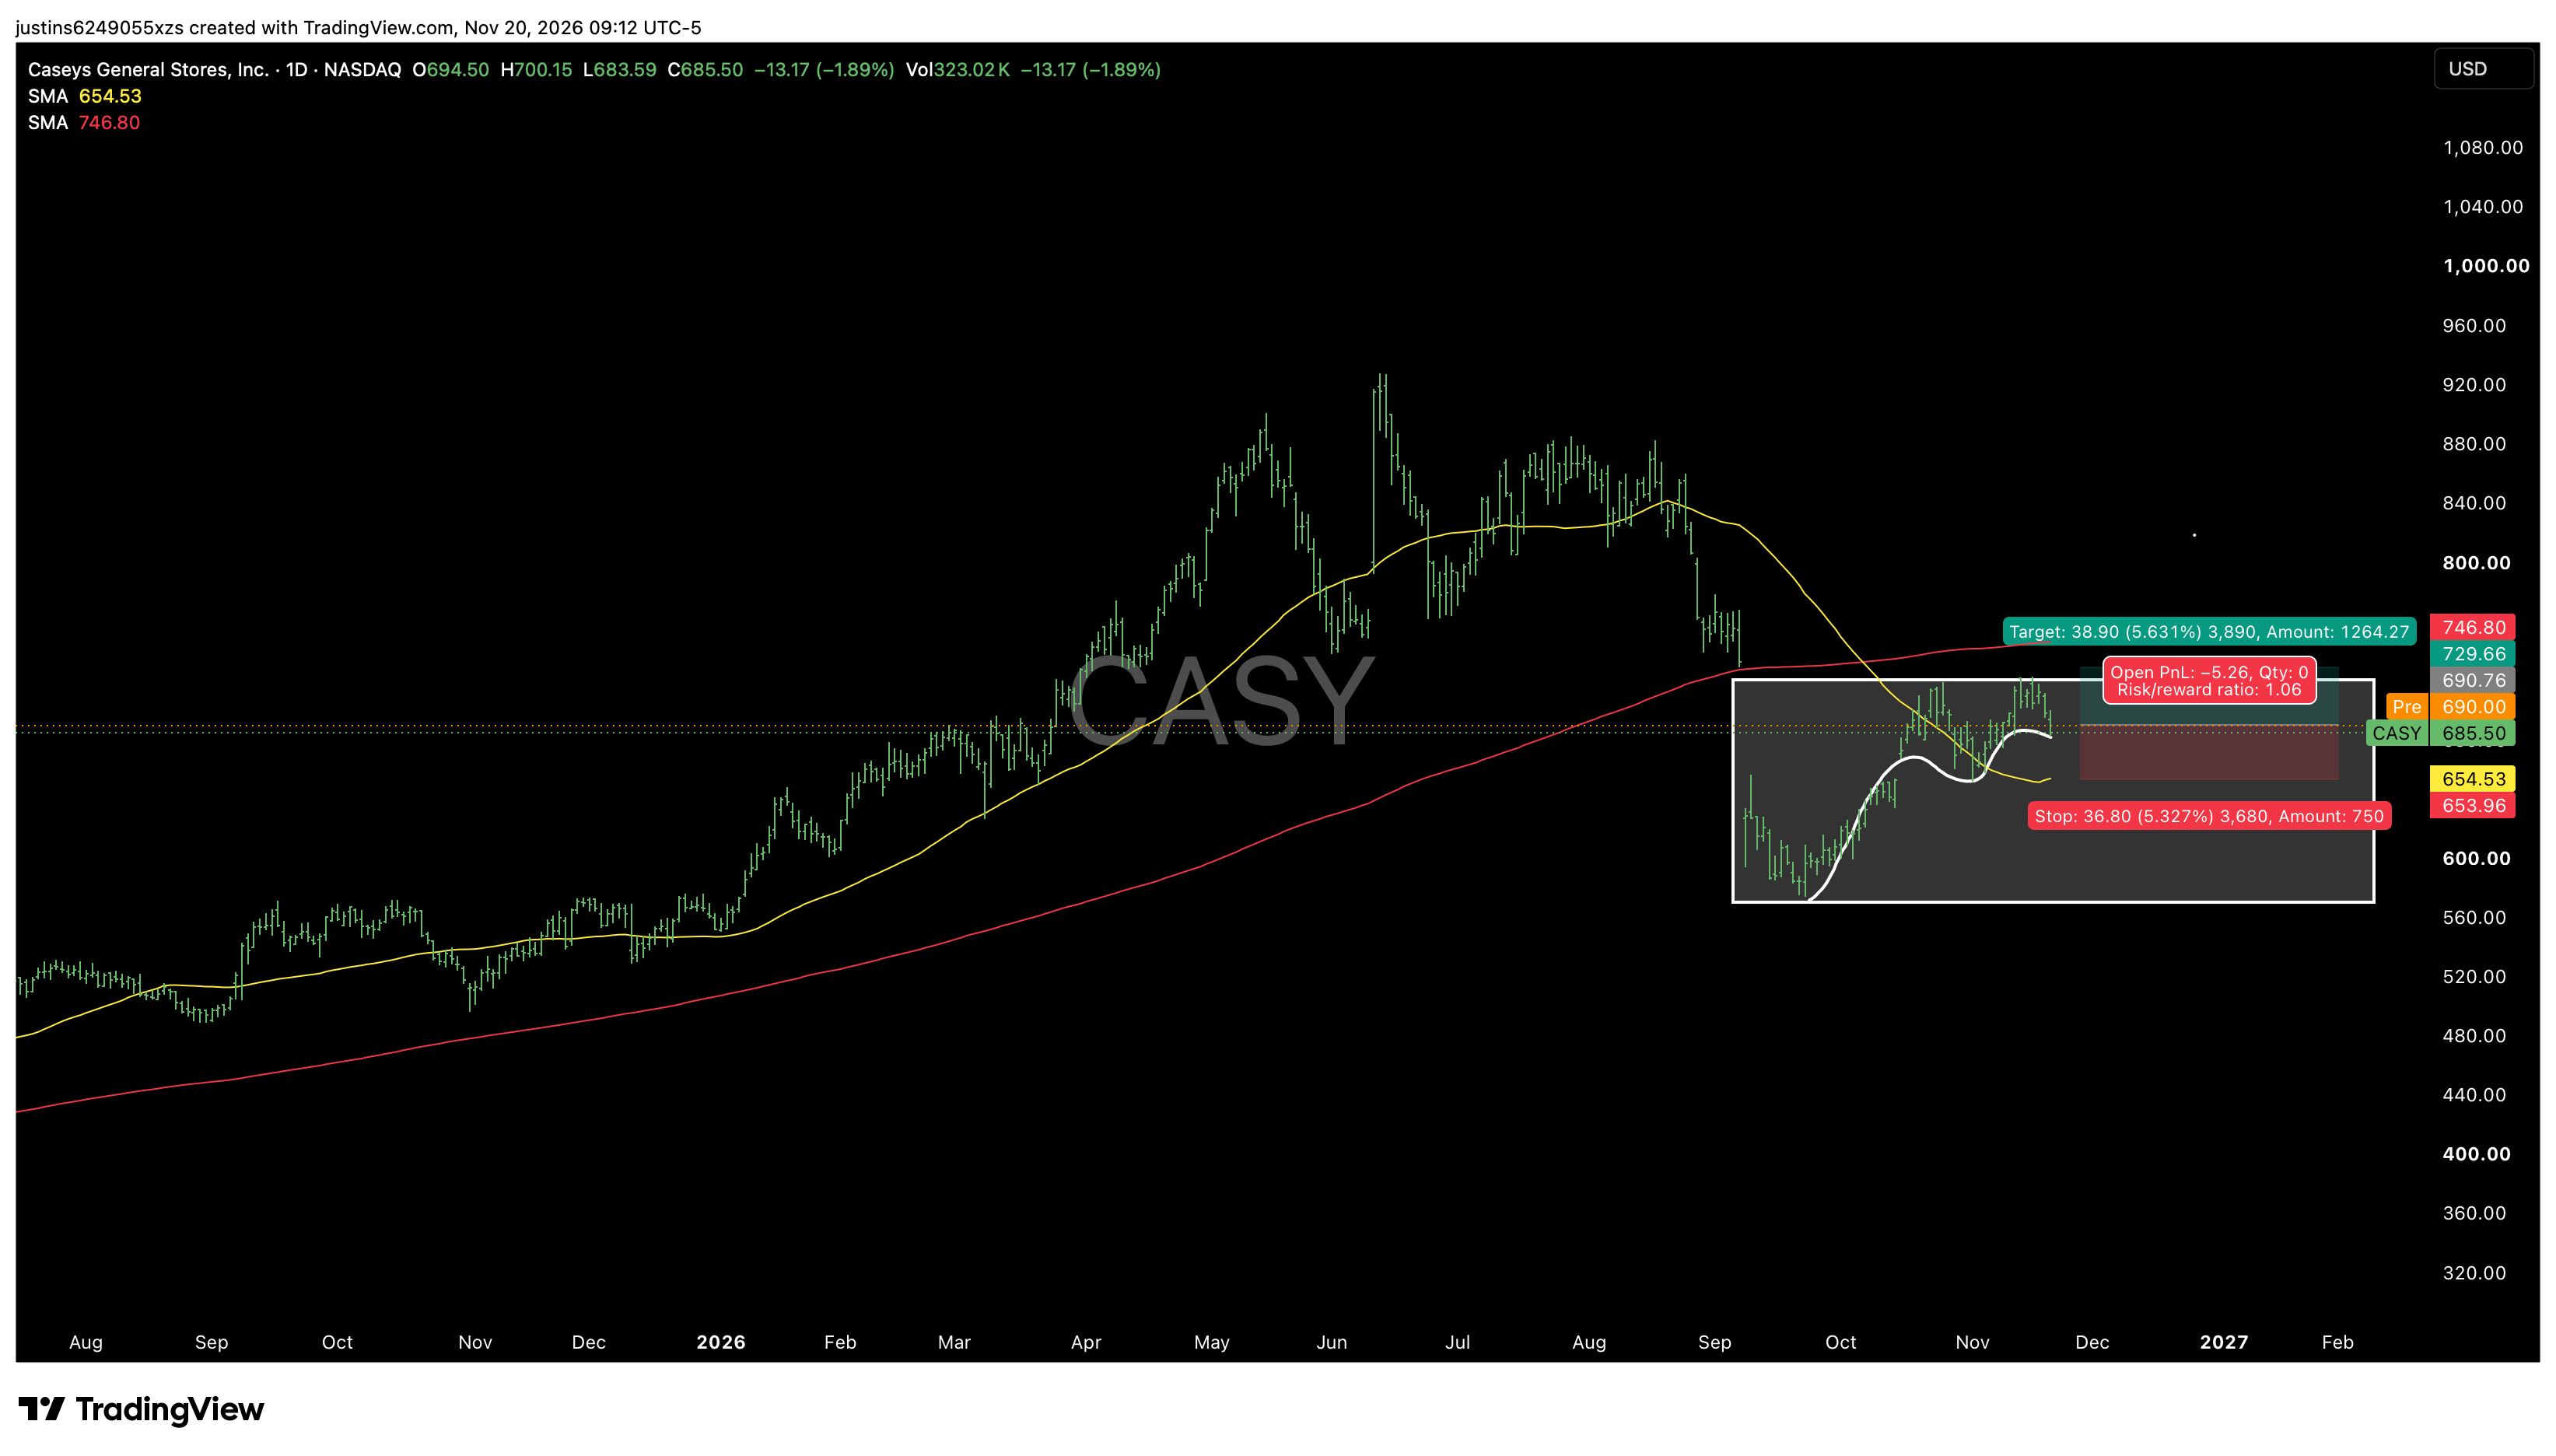 justins6249055xzs created with TradingView.com, Nov 20, 2026 09:12 UTC-5
Caseys General Stores, Inc. · 1D · NASDAQ O694.50 H700.15 L683.59 C685.50 −13.17 (−1.89%) Vol323.02 K −13.17 (−1.89%)
SMA 654.53
SMA 746.80
USD
1,080.00
1,040.00
1,000.00
960.00
920.00
880.00
840.00
800.00
746.80
Target: 38.90 (5.631%) 3,890, Amount: 1264.27
729.66
Open PnL: −5.26, Qty: 0
Risk/reward ratio: 1.06
690.76
CASY
Pre 690.00
CASY 685.50
654.53
653.96
Stop: 36.80 (5.327%) 3,680, Amount: 750
600.00
560.00
520.00
480.00
440.00
400.00
360.00
320.00
Aug Sep Oct Nov Dec 2026 Feb Mar Apr May Jun Jul Aug Sep Oct Nov Dec 2027 Feb
TradingView